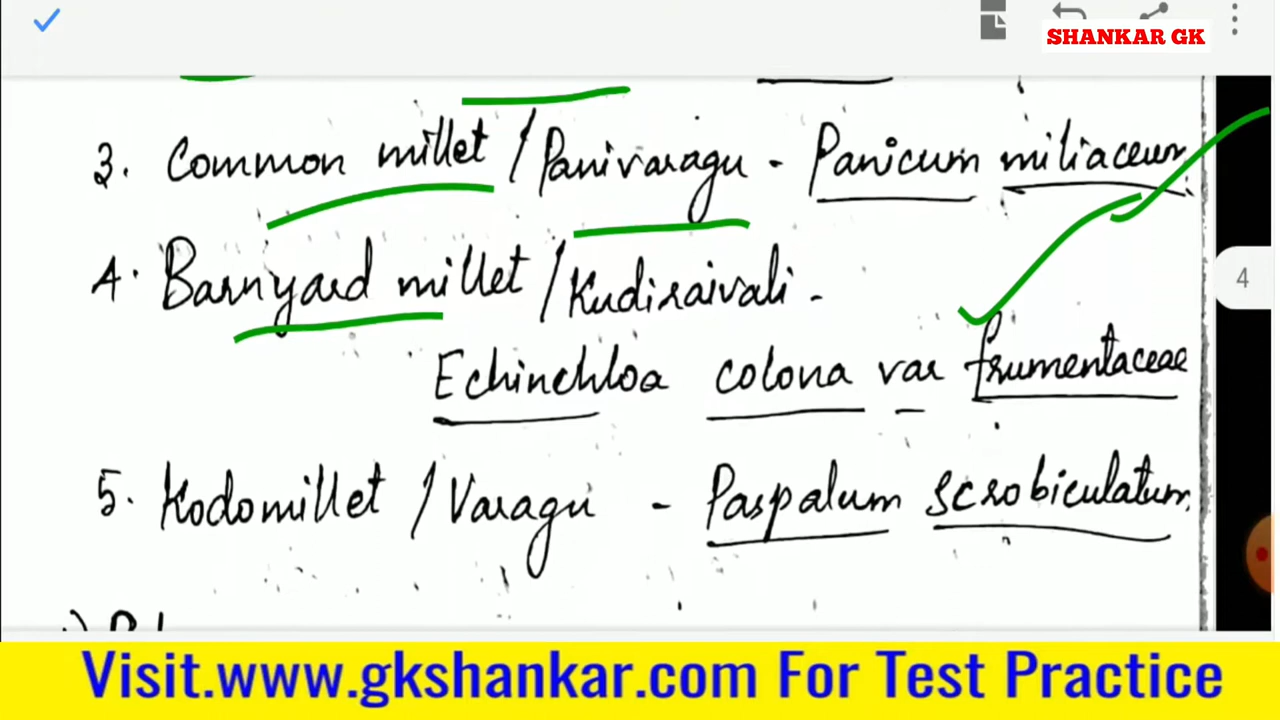 SHANKAR GK
3. Common millet / Panivaragu - Panicum miliaceum.
4. Barnyard millet / Kudiraivali -
Echinchloa colona var frumentaceae
4
5. Kodomillet / Varagu - Paspalum scrobiculatum.
Visit.www.gkshankar.com For Test Practice